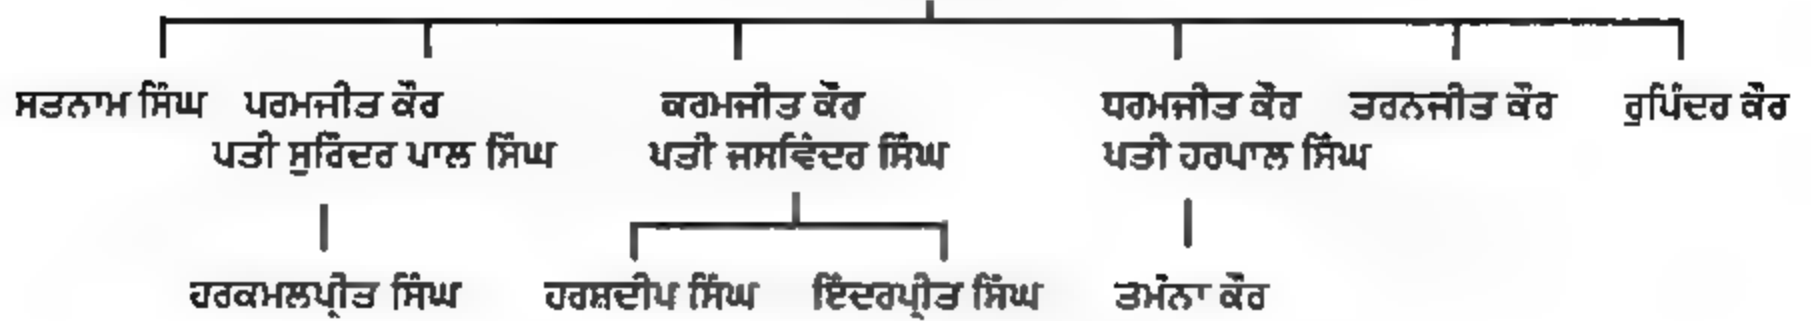 ਸਤਨਾਮ ਸਿੰਘ ਪਰਮਜੀਤ ਕੌਰ ਕਰਮਜੀਤ ਕੌਰ ਧਰਮਜੀਤ ਕੌਰ ਤਰਨਜੀਤ ਕੌਰ ਰੁਪਿੰਦਰ ਕੌਰ
ਪਤੀ ਸੁਰਿੰਦਰ ਪਾਲ ਸਿੰਘ ਪਤੀ ਜਸਵਿੰਦਰ ਸਿੰਘ ਪਤੀ ਹਰਪਾਲ ਸਿੰਘ
ਹਰਕਮਲਪ੍ਰੀਤ ਸਿੰਘ ਹਰਸ਼ਦੀਪ ਸਿੰਘ ਇੰਦਰਪ੍ਰੀਤ ਸਿੰਘ ਤਮੰਨਾ ਕੌਰ